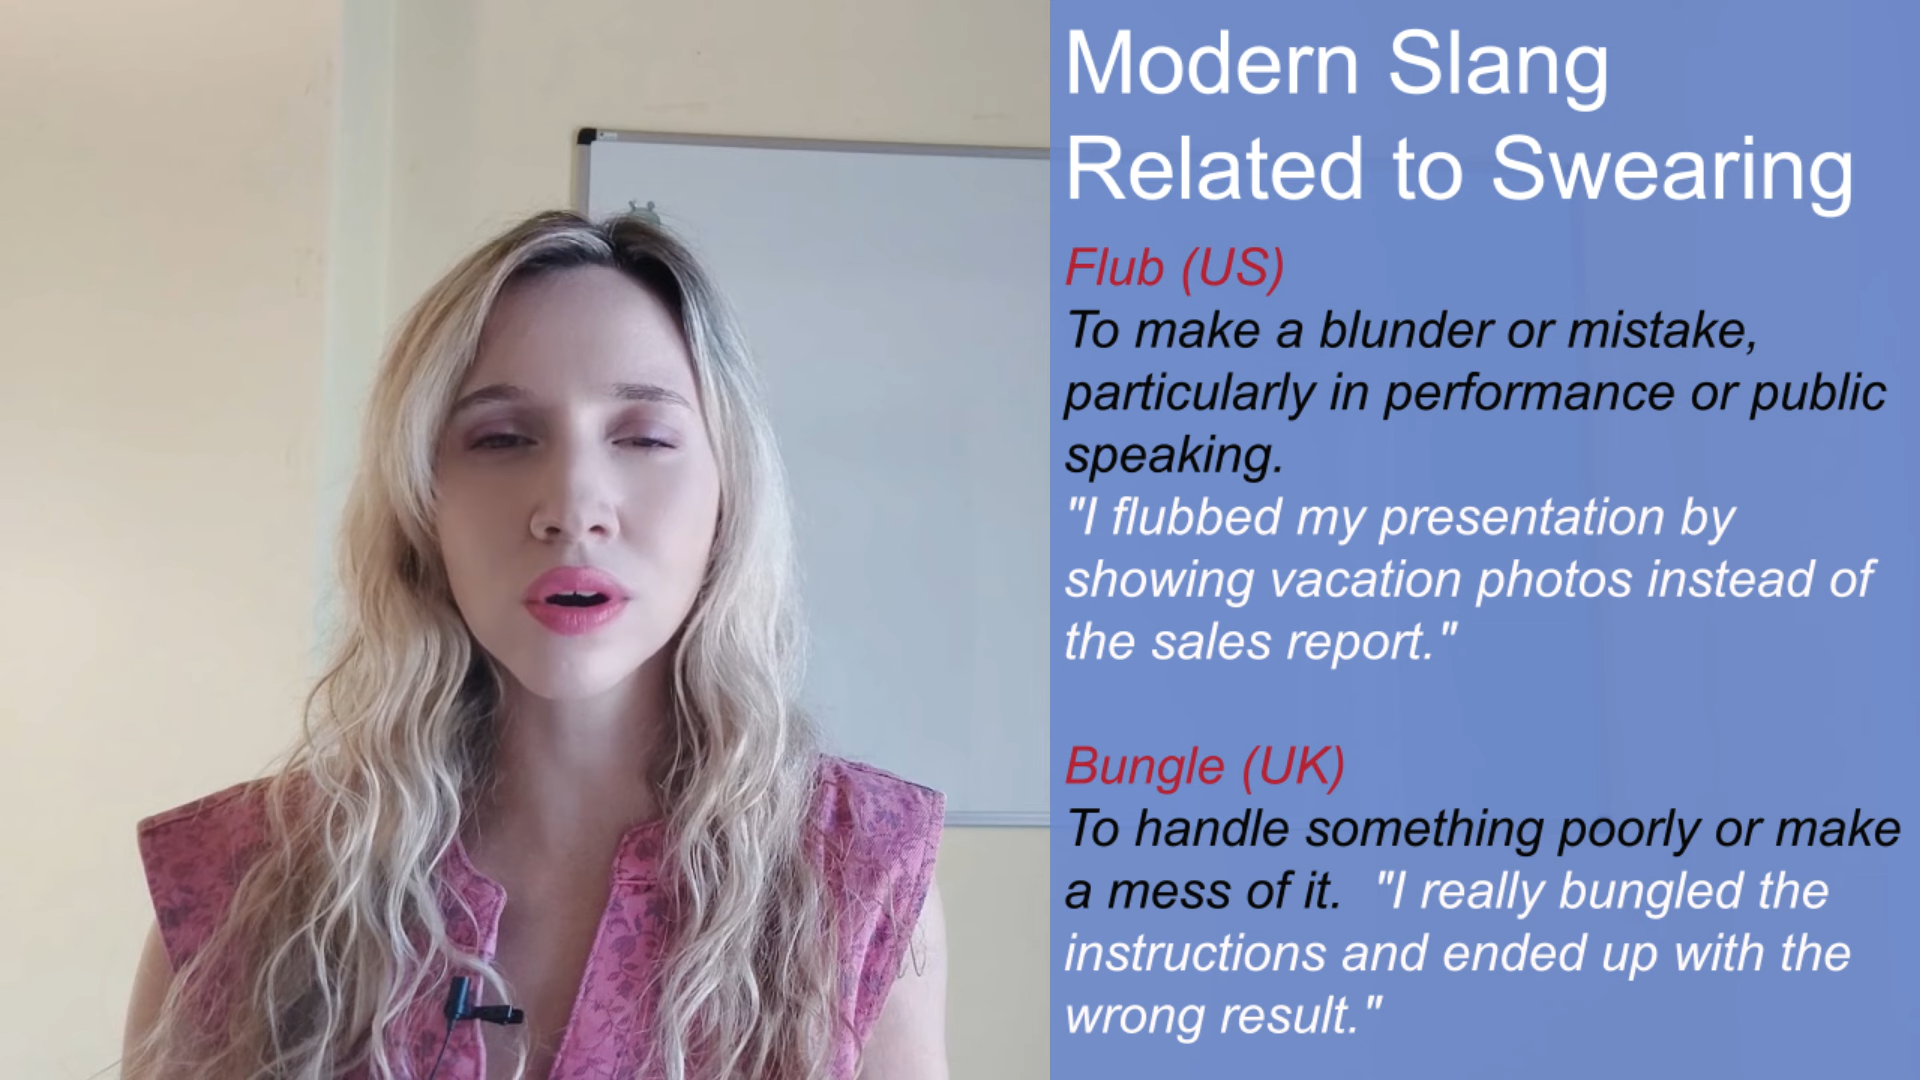 Modern Slang
Related to Swearing
Flub (US)
To make a blunder or mistake,
particularly in performance or public
speaking.
"I flubbed my presentation by
showing vacation photos instead of
the sales report."
Bungle (UK)
To handle something poorly or make
a mess of it.  "I really bungled the
instructions and ended up with the
wrong result."